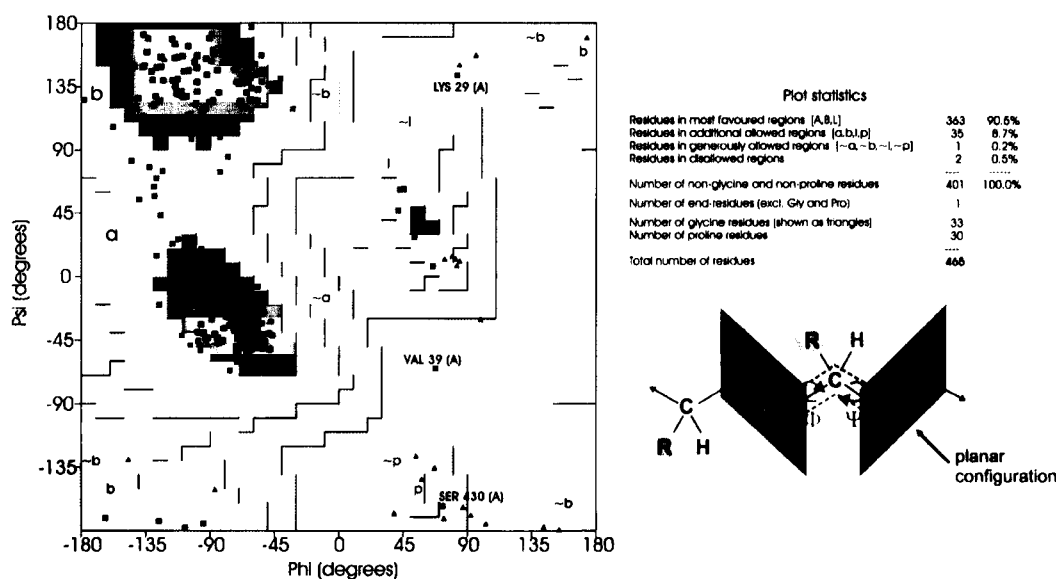 180
135
90
45
0
-45
-90
-135
-180
Psi (degrees)
-180 -135 -90 -45 0 45 90 135 180
Phi (degrees)
b
~b
~b
b
LYS 29 (A)
a
~a
VAL 39 (A)
~b
b
~p
p
SER 430 (A)
~b
Plot statistics
Residues in most favoured regions [A,B,L] 363 90.5%
Residues in additional allowed regions [a,b,l,p] 35 8.7%
Residues in generously allowed regions [~a,~b,~l,~p] 1 0.2%
Residues in disallowed regions 2 0.5%
---- ------
Number of non-glycine and non-proline residues 401 100.0%
Number of end-residues (excl. Gly and Pro) 1
Number of glycine residues (shown as triangles) 33
Number of proline residues 30
----
Total number of residues 465
R H
C
C
Φ Ψ
R H
planar
configuration